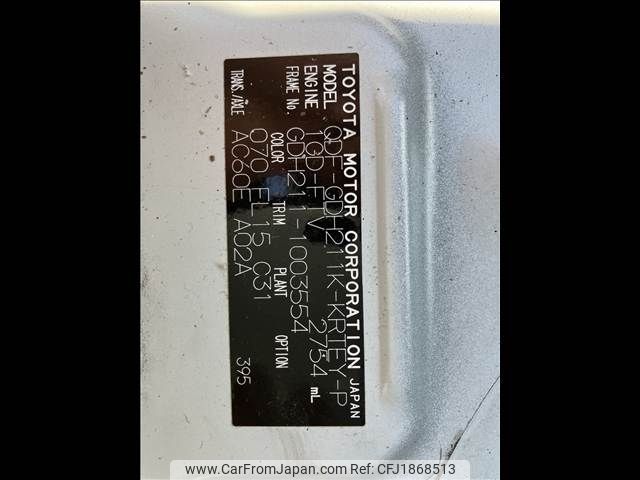 TOYOTA MOTOR CORPORATION JAPAN
MODEL QDF-GDH211K-KRTEY-P
ENGINE 1GD-FTV 2754 mL
FRAME No. GDH211-1003554
COLOR TRIM PLANT OPTION
070 EL15 C31
TRANS./AXLE AC60E A02A
395
www.CarFromJapan.com Ref: CFJ1868513